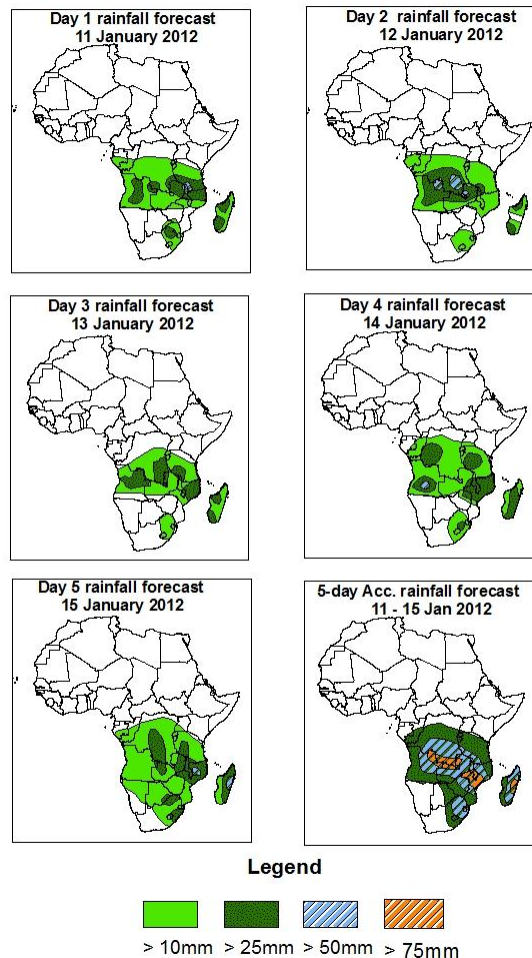 Day 1 rainfall forecast
11 January 2012
Day 2 rainfall forecast
12 January 2012
Day 3 rainfall forecast
13 January 2012
Day 4 rainfall forecast
14 January 2012
Day 5 rainfall forecast
15 January 2012
5-day Acc. rainfall forecast
11 - 15 Jan 2012
Legend
> 10mm > 25mm > 50mm > 75mm